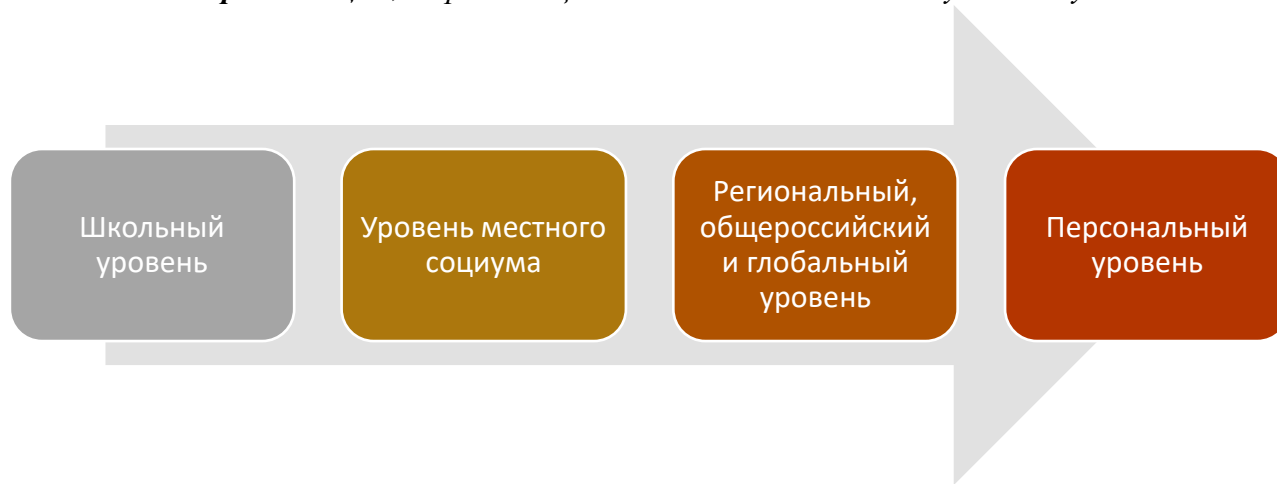 Школьный
уровень
Уровень местного
социума
Региональный,
общероссийский
и глобальный
уровень
Персональный
уровень